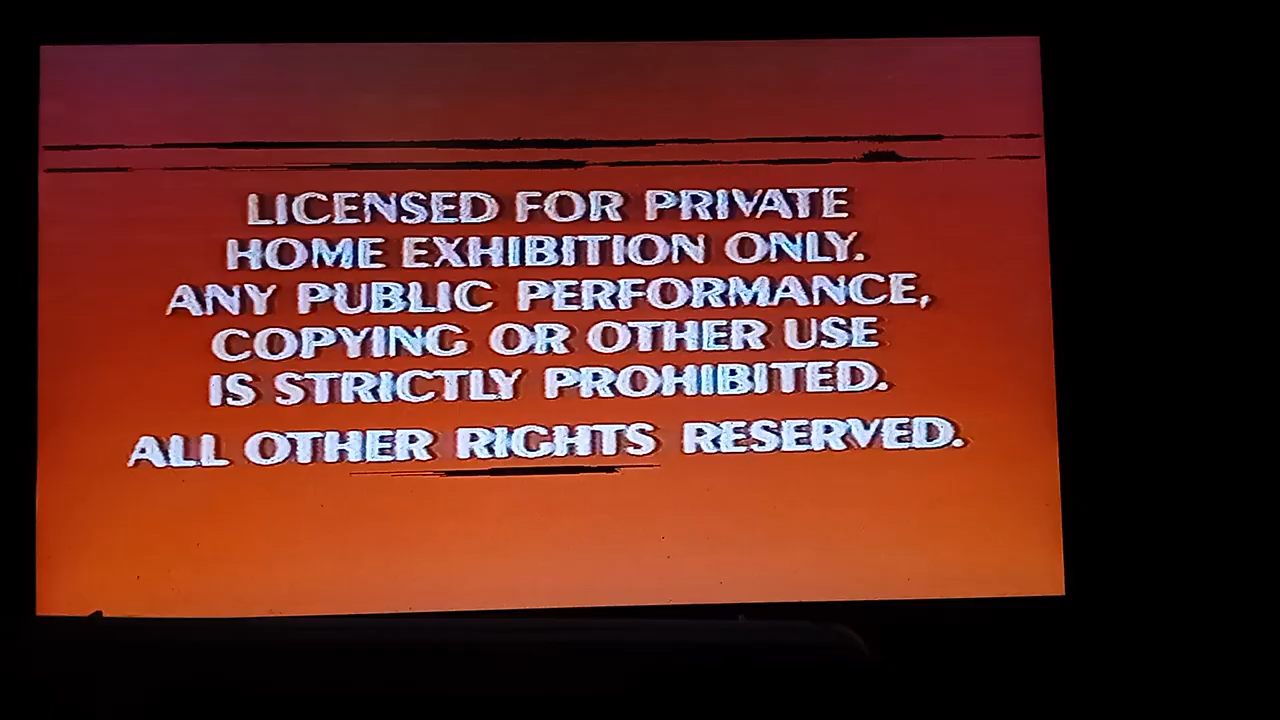 LICENSED FOR PRIVATE
HOME EXHIBITION ONLY.
ANY PUBLIC PERFORMANCE,
COPYING OR OTHER USE
IS STRICTLY PROHIBITED.
ALL OTHER RIGHTS RESERVED.